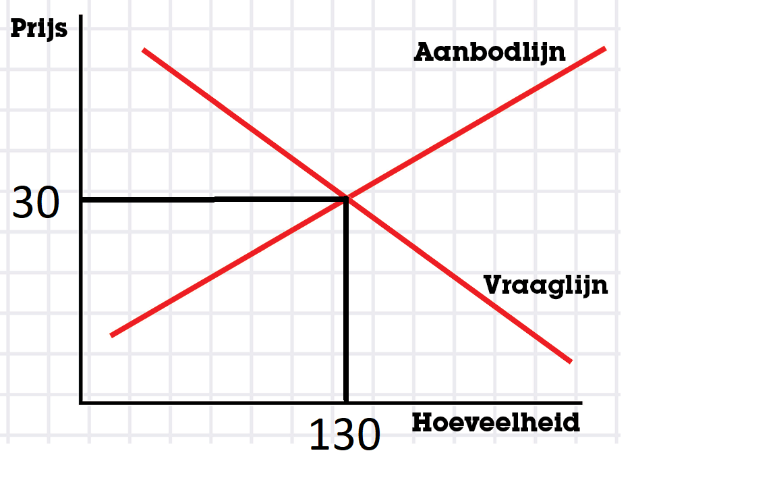 Prijs
Aanbodlijn
30
Vraaglijn
130
Hoeveelheid